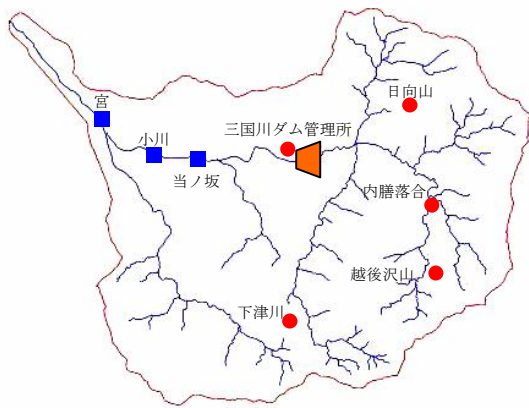 日向山
宮
小川
三国川ダム管理所
当ノ坂
内膳落合
越後沢山
下津川